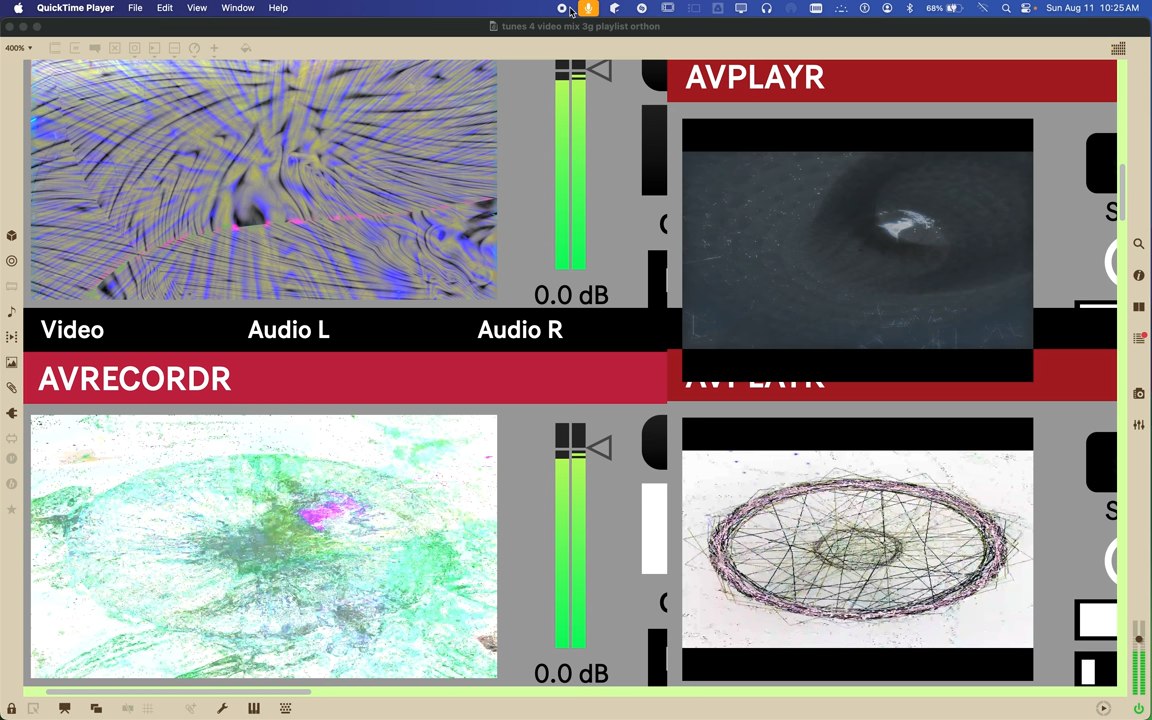 QuickTime Player File Edit View Window Help 68% Sun Aug 11 10:25 AM
tunes 4 video mix 3g playlist orthon
400%
AVPLAYR
0.0 dB
Video Audio L Audio R
AVRECORDR
AVPLAYR
0.0 dB